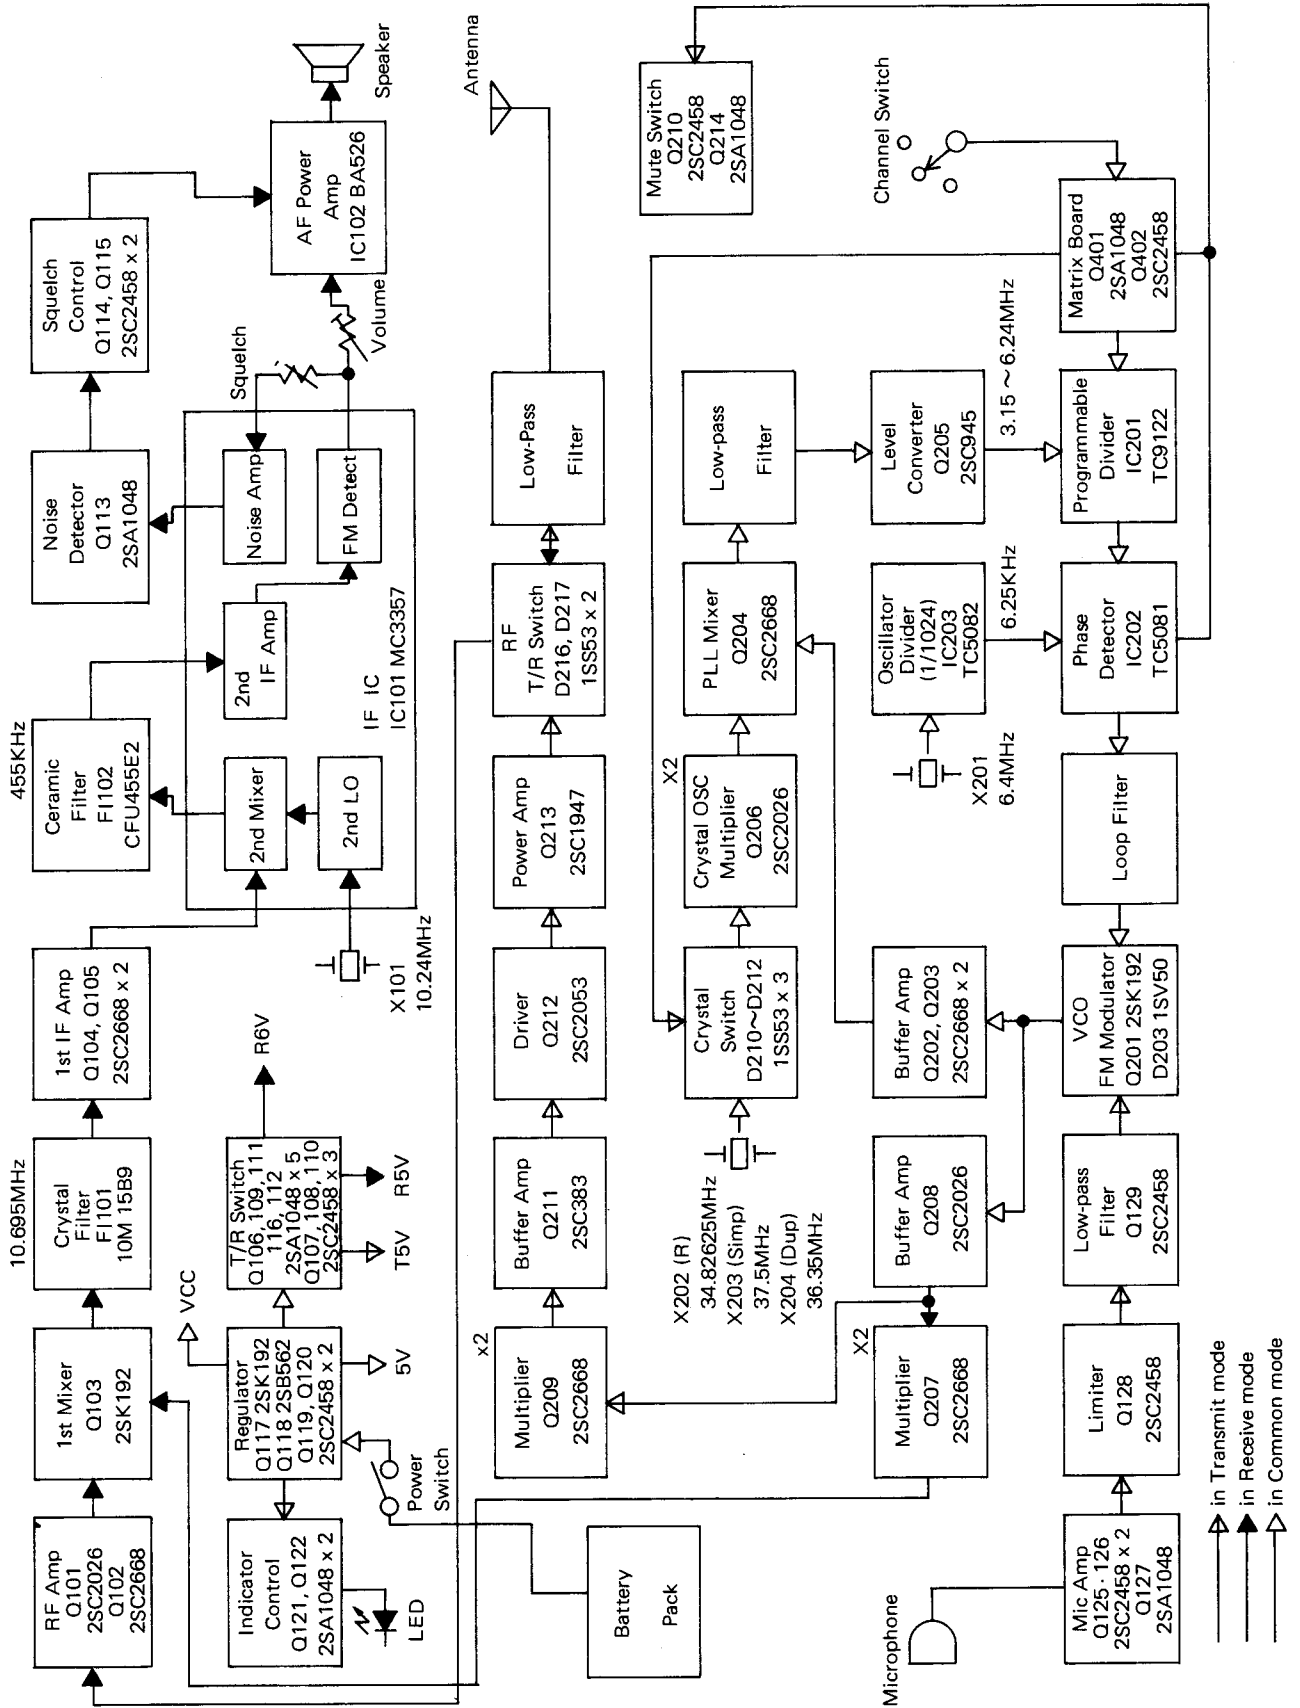 RF Amp
Q101
2SC2026
Q102
2SC2668
1st Mixer
Q103
2SK192
10.695MHz
Crystal
Filter
FI101
10M 15B9
1st IF Amp
Q104, Q105
2SC2668 x 2
455KHz
Ceramic
Filter
FI102
CFU455E2
Noise
Detector
Q113
2SA1048
Squelch
Control
Q114, Q115
2SC2458 x 2
2nd Mixer
2nd LO
2nd
IF Amp
Noise Amp
FM Detect
IF IC
IC101 MC3357
X101
10.24MHz
Squelch
Volume
AF Power
Amp
IC102 BA526
Speaker
Indicator
Control
Q121, Q122
2SA1048 x 2
LED
Regulator
Q117 2SK192
Q118 2SB562
Q119, Q120
2SC2458 x 2
VCC
5V
Power
Switch
T/R Switch
Q106, 109, 111
116, 112
2SA1048 x 5
Q107, 108, 110
2SC2458 x 3
R6V
T5V
R5V
Battery
Pack
x2
Multiplier
Q209
2SC2668
Buffer Amp
Q211
2SC383
Driver
Q212
2SC2053
Power Amp
Q213
2SC1947
RF
T/R Switch
D216, D217
1SS53 x 2
Low-Pass
Filter
Antenna
X202 (R)
34.82625MHz
X203 (Simp)
37.5MHz
X204 (Dup)
36.35MHz
Crystal
Switch
D210～D212
1SS53 x 3
X2
Crystal OSC
Multiplier
Q206
2SC2026
PLL Mixer
Q204
2SC2668
Low-pass
Filter
Mute Switch
Q210
2SC2458
Q214
2SA1048
X2
Multiplier
Q207
2SC2668
Buffer Amp
Q208
2SC2026
Buffer Amp
Q202, Q203
2SC2668 x 2
X201
6.4MHz
Oscillator
Divider
(1/1024)
IC203
TC5082
6.25KHz
Level
Converter
Q205
2SC945
3.15～6.24MHz
Channel Switch
Microphone
Mic Amp
Q125 · 126
2SC2458 x 2
Q127
2SA1048
Limiter
Q128
2SC2458
Low-pass
Filter
Q129
2SC2458
VCO
FM Modulator
Q201 2SK192
D203 1SV50
Loop Filter
Phase
Detector
IC202
TC5081
Programmable
Divider
IC201
TC9122
Matrix Board
Q401
2SA1048
Q402
2SC2458
in Transmit mode
in Receive mode
in Common mode